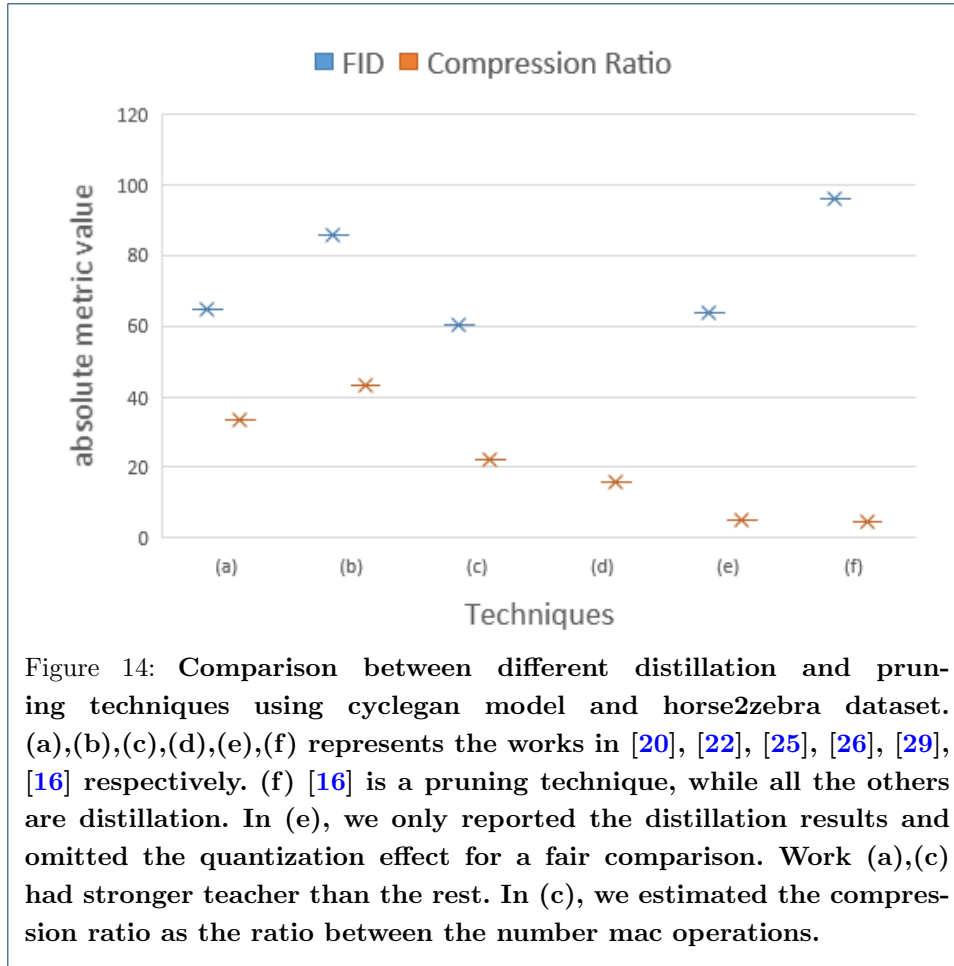 FID Compression Ratio
120
100
80
60
40
20
0
absolute metric value
(a) (b) (c) (d) (e) (f)
Techniques
Figure 14: Comparison between different distillation and prun-
ing techniques using cyclegan model and horse2zebra dataset.
(a),(b),(c),(d),(e),(f) represents the works in [20], [22], [25], [26], [29],
[16] respectively. (f) [16] is a pruning technique, while all the others
are distillation. In (e), we only reported the distillation results and
omitted the quantization effect for a fair comparison. Work (a),(c)
had stronger teacher than the rest. In (c), we estimated the compres-
sion ratio as the ratio between the number mac operations.